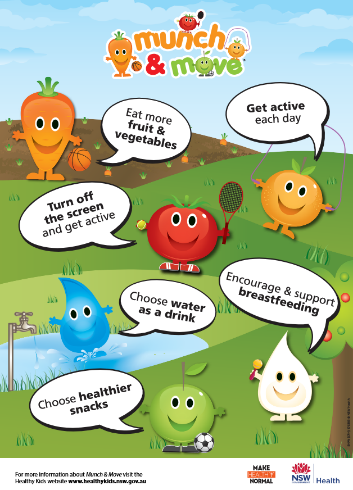 munch
& move
Eat more
fruit &
vegetables
Get active
each day
Turn off
the screen
and get active
Choose water
as a drink
Encourage & support
breastfeeding
Choose healthier
snacks
For more information about Munch & Move visit the
Healthy Kids website www.healthykids.nsw.gov.au
MAKE
HEALTHY
NORMAL
NSW
Health